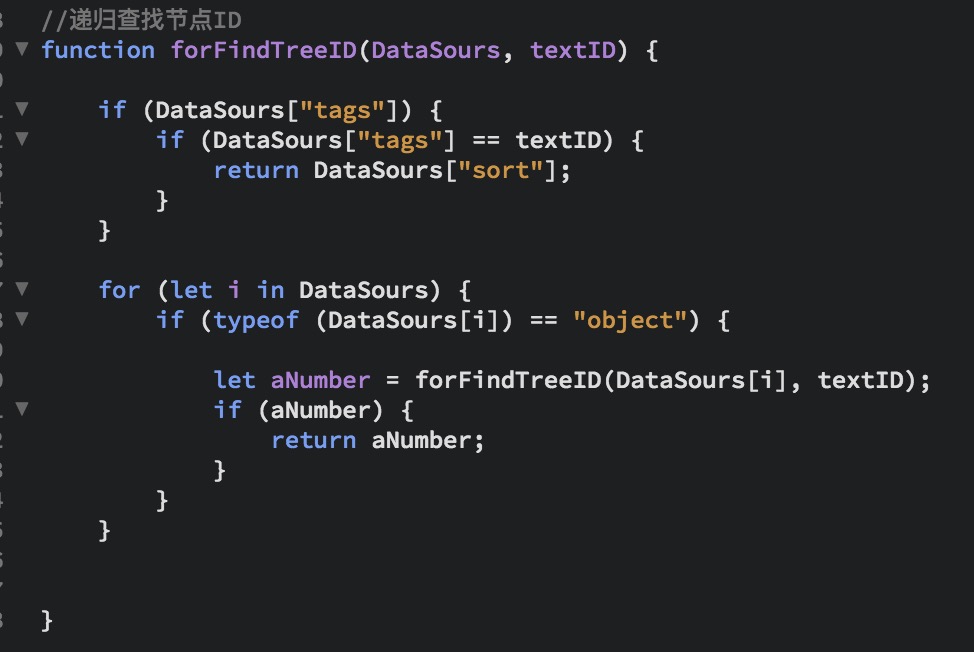 //递归查找节点ID
function forFindTreeID(DataSours, textID) {
if (DataSours["tags"]) {
if (DataSours["tags"] == textID) {
return DataSours["sort"];
}
}
for (let i in DataSours) {
if (typeof (DataSours[i]) == "object") {
let aNumber = forFindTreeID(DataSours[i], textID);
if (aNumber) {
return aNumber;
}
}
}
}